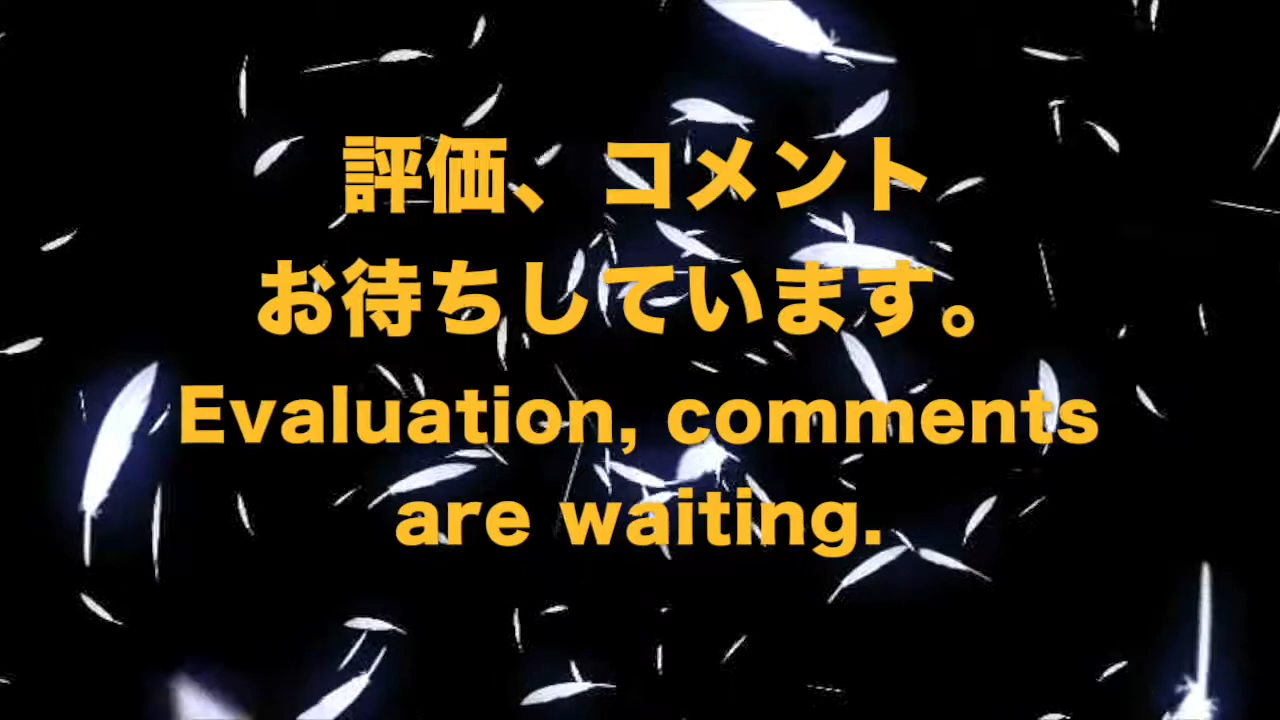 評価、コメント
お待ちしています。
Evaluation, comments
are waiting.